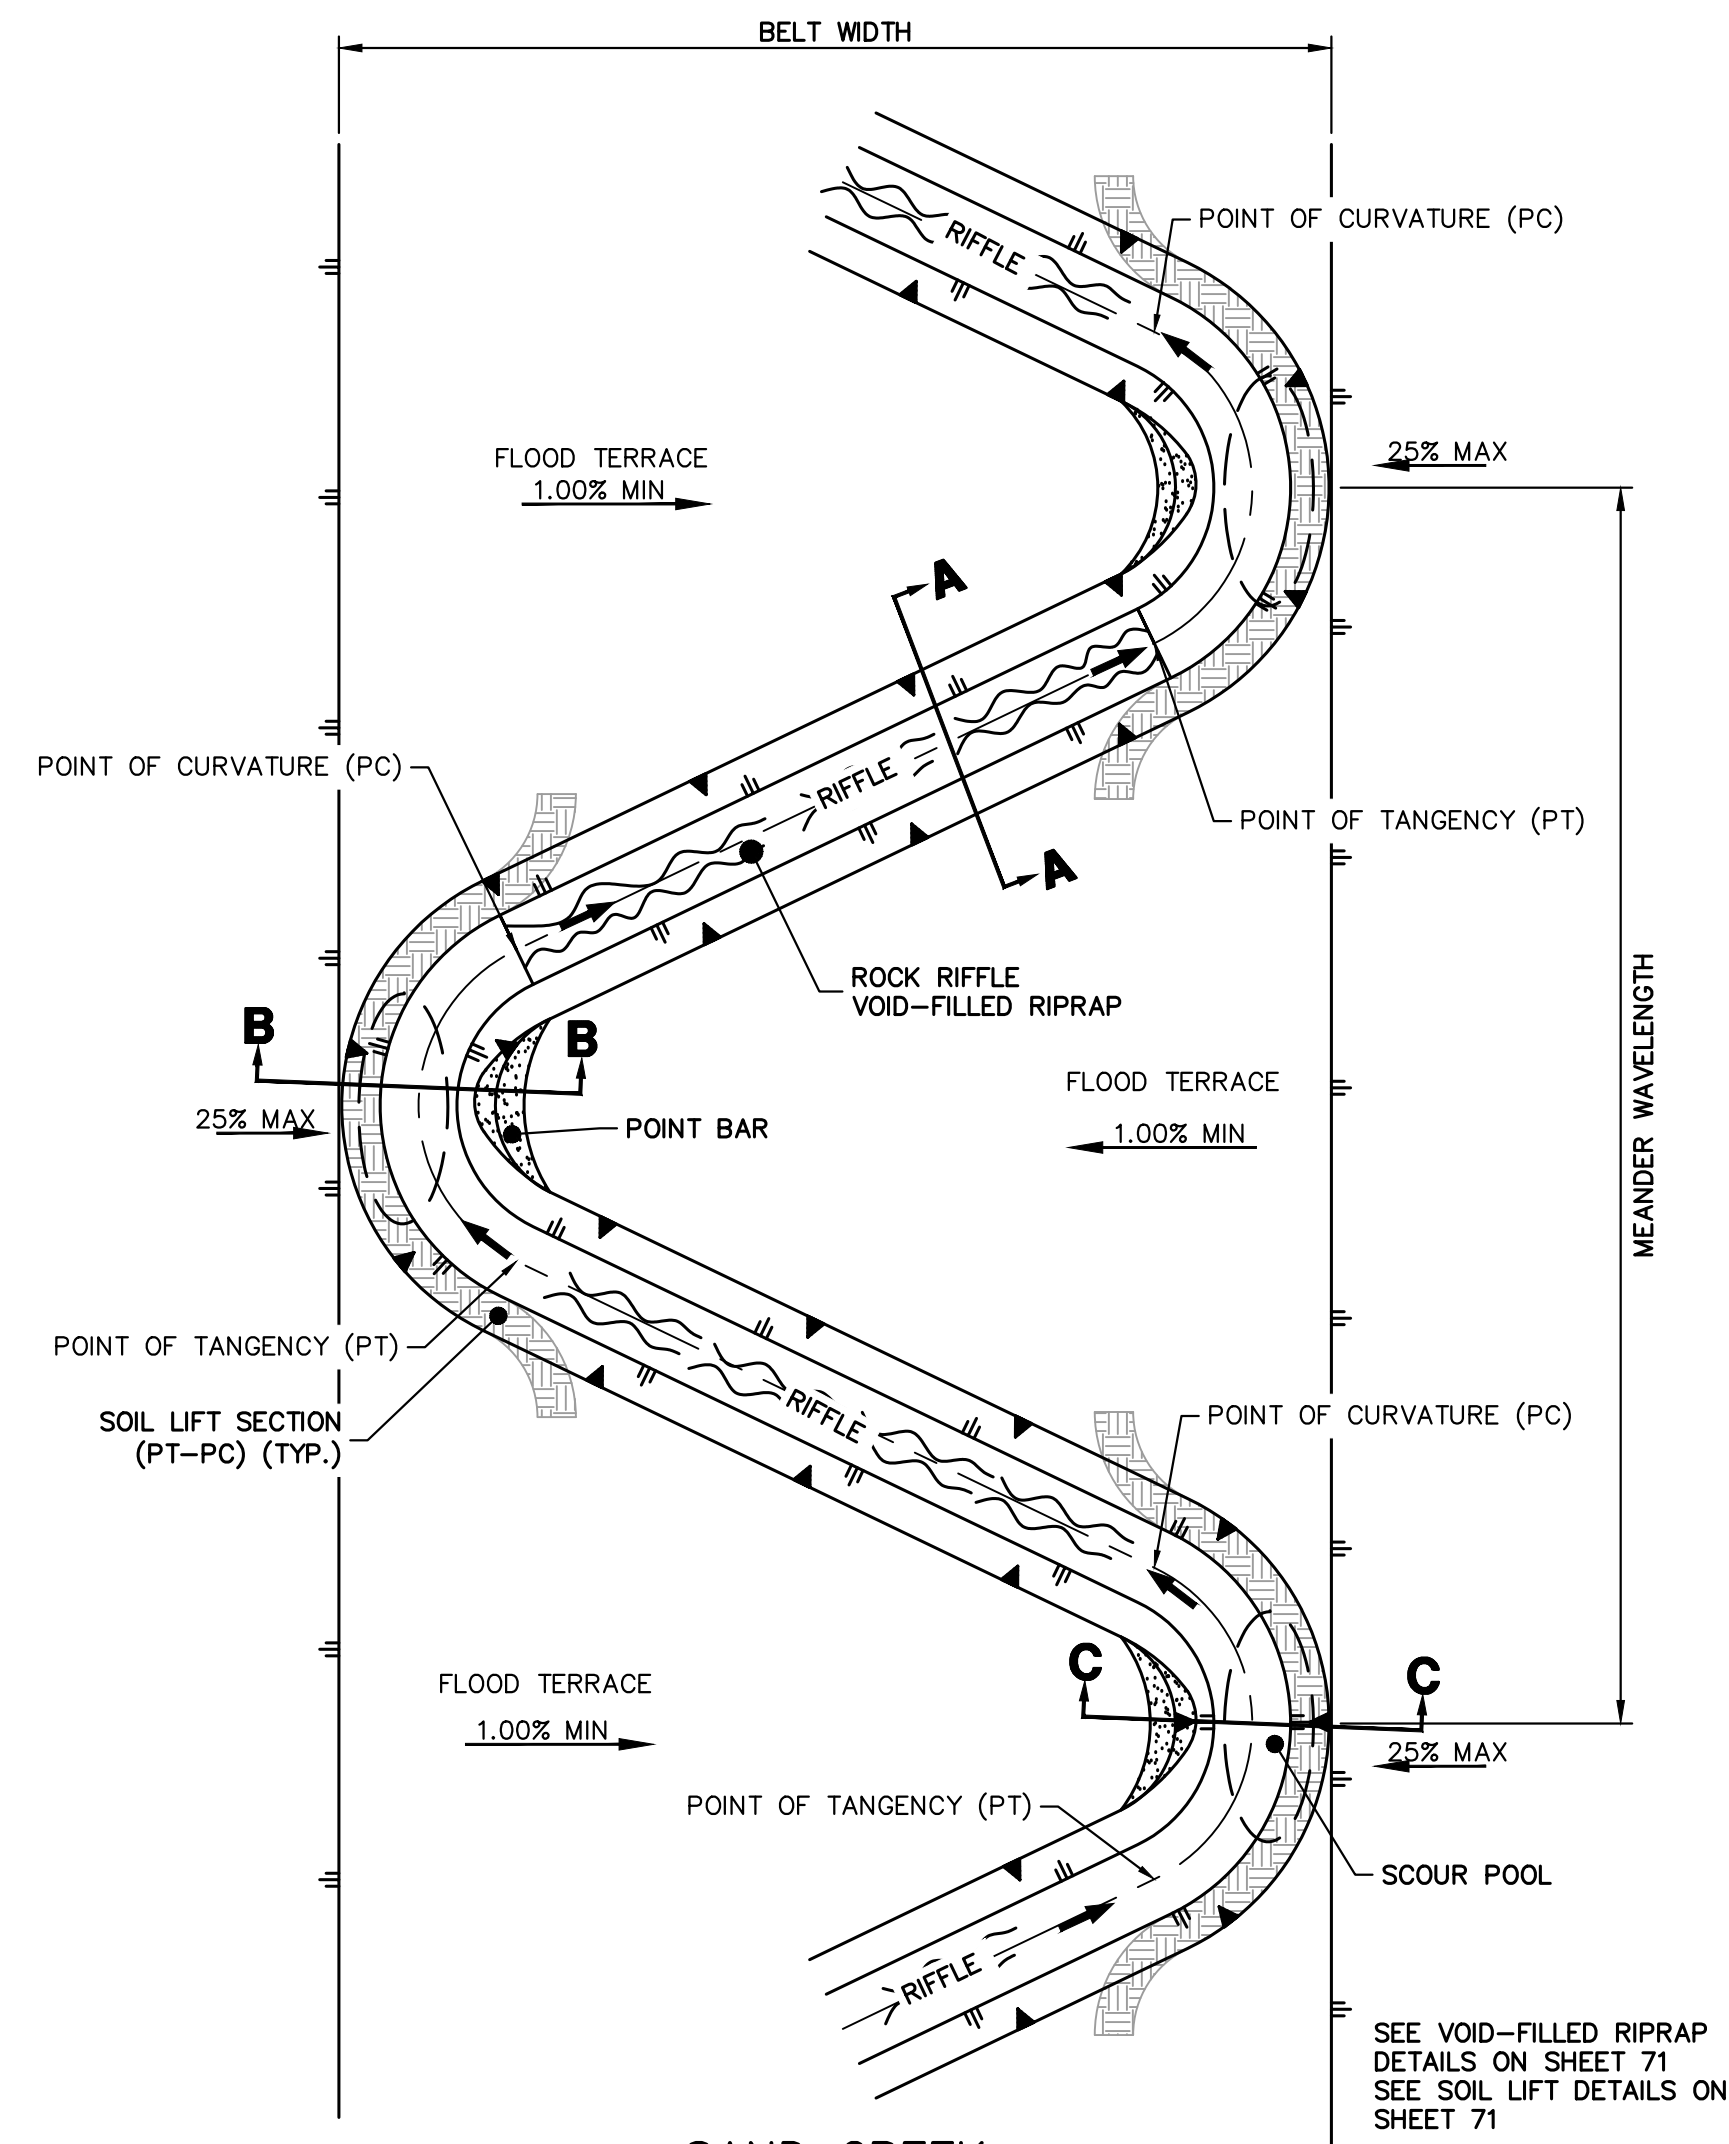 BELT WIDTH
POINT OF CURVATURE (PC)
RIFFLE
25% MAX
FLOOD TERRACE
1.00% MIN
A
POINT OF CURVATURE (PC)
RIFFLE
POINT OF TANGENCY (PT)
A
ROCK RIFFLE
VOID-FILLED RIPRAP
MEANDER WAVELENGTH
B
B
FLOOD TERRACE
1.00% MIN
25% MAX
POINT BAR
POINT OF TANGENCY (PT)
RIFFLE
SOIL LIFT SECTION
(PT-PC) (TYP.)
POINT OF CURVATURE (PC)
C
C
FLOOD TERRACE
1.00% MIN
25% MAX
POINT OF TANGENCY (PT)
SCOUR POOL
RIFFLE
SEE VOID-FILLED RIPRAP
DETAILS ON SHEET 71
SEE SOIL LIFT DETAILS ON
SHEET 71